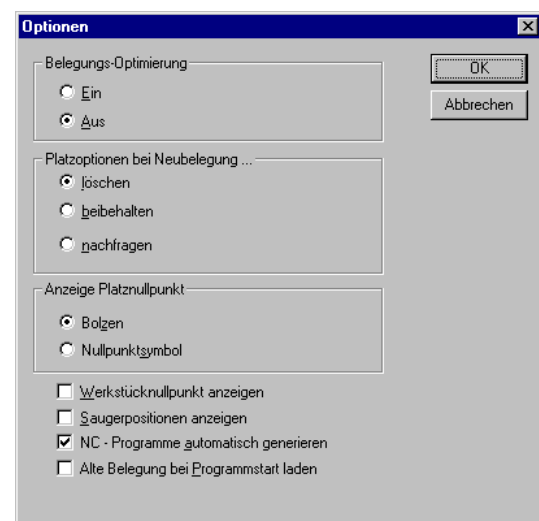 Optionen
Belegungs-Optimierung
Ein
Aus
OK
Abbrechen
Platzoptionen bei Neubelegung ...
löschen
beibehalten
nachfragen
Anzeige Platznullpunkt
Bolzen
Nullpunktsymbol
Werkstücknullpunkt anzeigen
Saugerpositionen anzeigen
NC - Programme automatisch generieren
Alte Belegung bei Programmstart laden